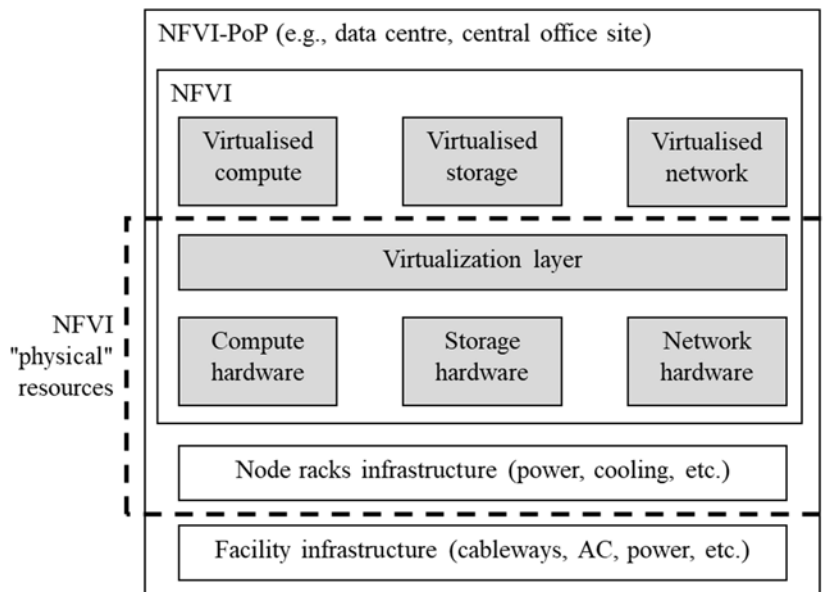 NFVI-PoP (e.g., data centre, central office site)
NFVI
Virtualised
compute
Virtualised
storage
Virtualised
network
Virtualization layer
NFVI
"physical"
resources
Compute
hardware
Storage
hardware
Network
hardware
Node racks infrastructure (power, cooling, etc.)
Facility infrastructure (cableways, AC, power, etc.)